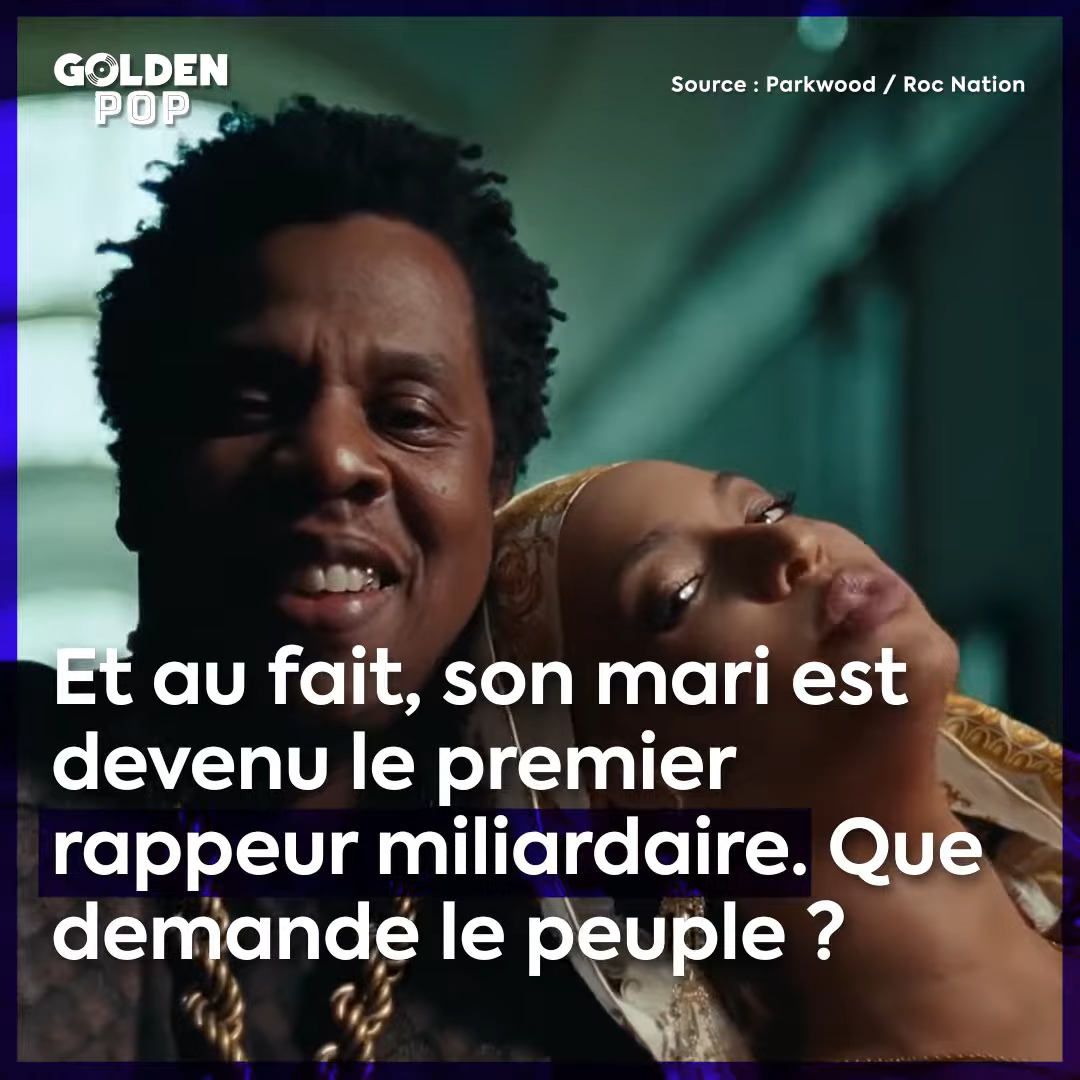 GOLDEN
POP
Source : Parkwood / Roc Nation
Et au fait, son mari est
devenu le premier
rappeur miliardaire. Que
demande le peuple ?